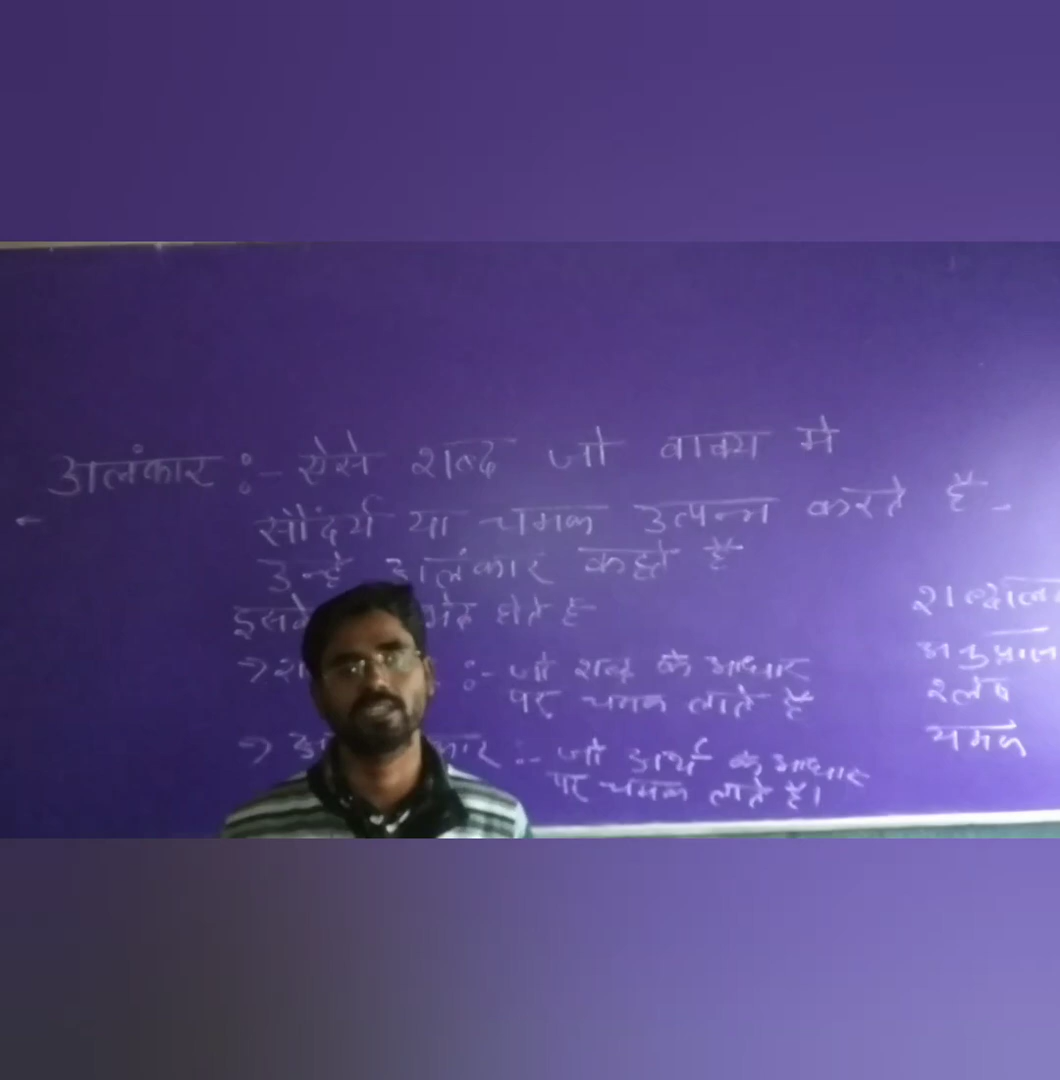 अलंकार :- ऐसे शब्द जो वाक्य मे
सौंदर्य या चमक उत्पन्न करते हैं -
उन्हे अलंकार कहते हैं
इसके भेद होते है
:- जो शब्द के आधार
पर चमक लाते हैं
कार :- जो अर्थ के आधार
पर चमक लाते हैं।
अनुप्रास
श्लेष
यमक